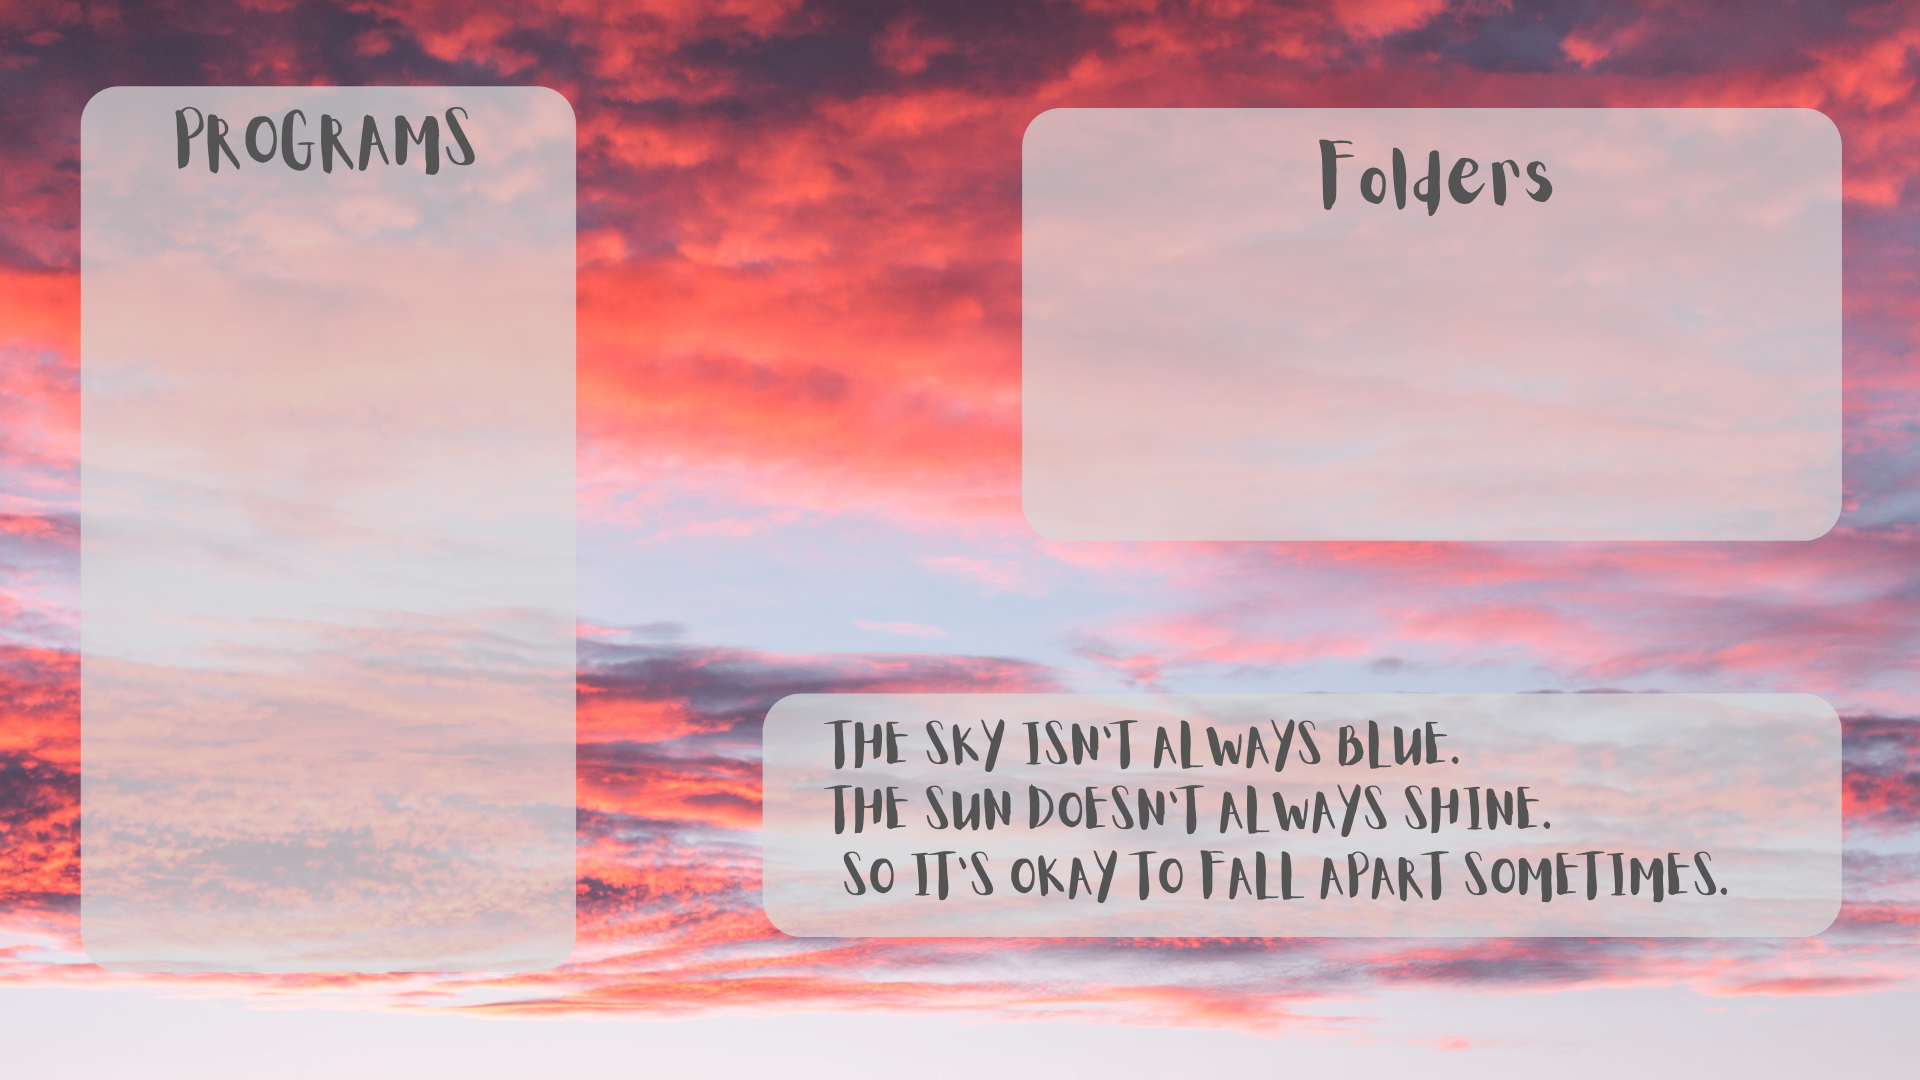 PROGRAMS
Folders
THE SKY ISN'T ALWAYS BLUE.
THE SUN DOESN'T ALWAYS SHINE.
SO IT'S OKAY TO FALL APART SOMETIMES.